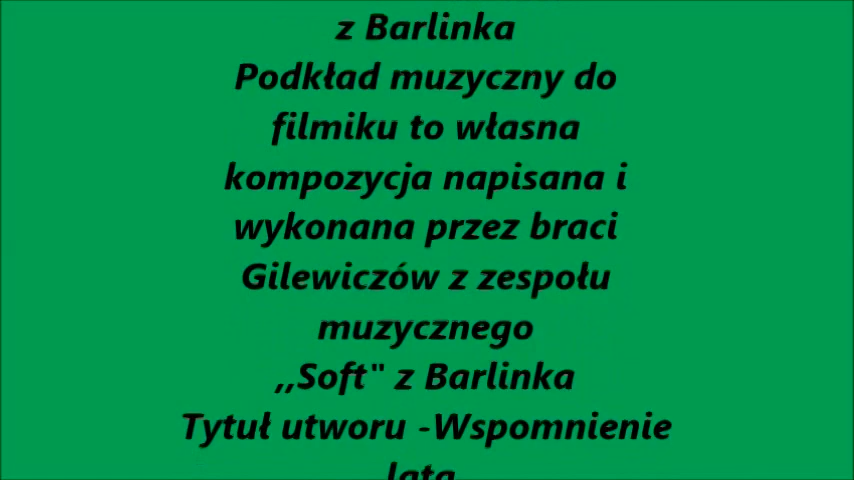 z Barlinka
Podkład muzyczny do
filmiku to własna
kompozycja napisana i
wykonana przez braci
Gilewiczów z zespołu
muzycznego
,,Soft" z Barlinka
Tytuł utworu -Wspomnienie
lata